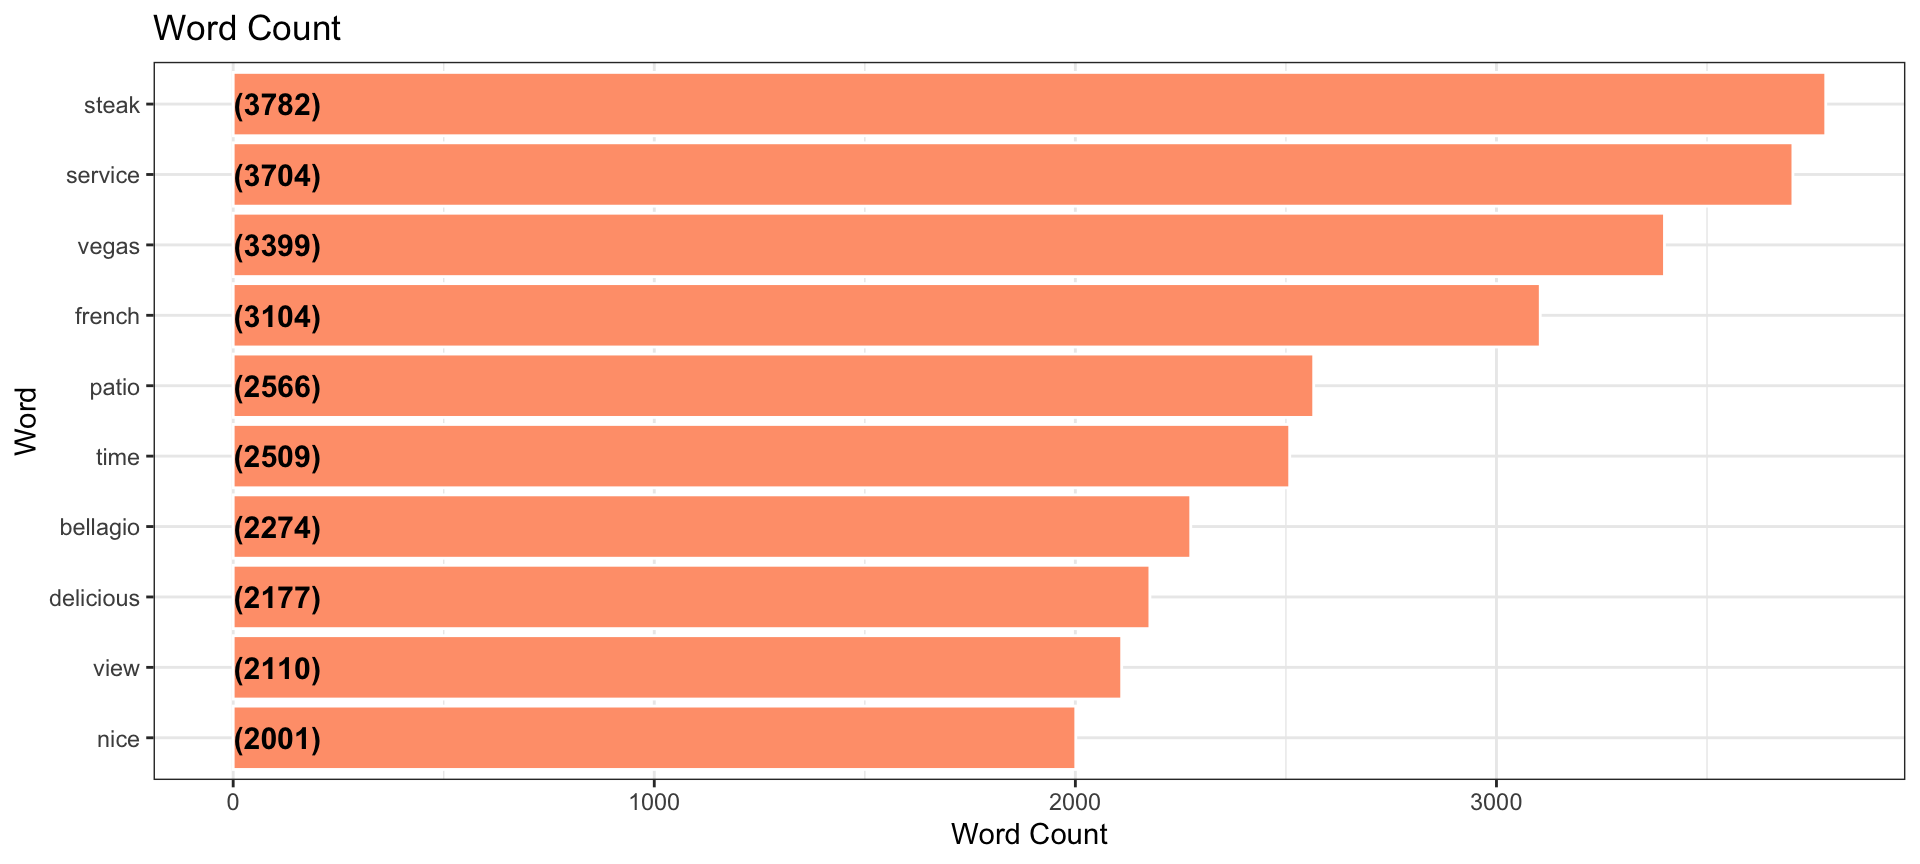 Word Count
steak (3782)
service (3704)
vegas (3399)
french (3104)
patio (2566)
time (2509)
bellagio (2274)
delicious (2177)
view (2110)
nice (2001)
Word
0 1000 2000 3000
Word Count